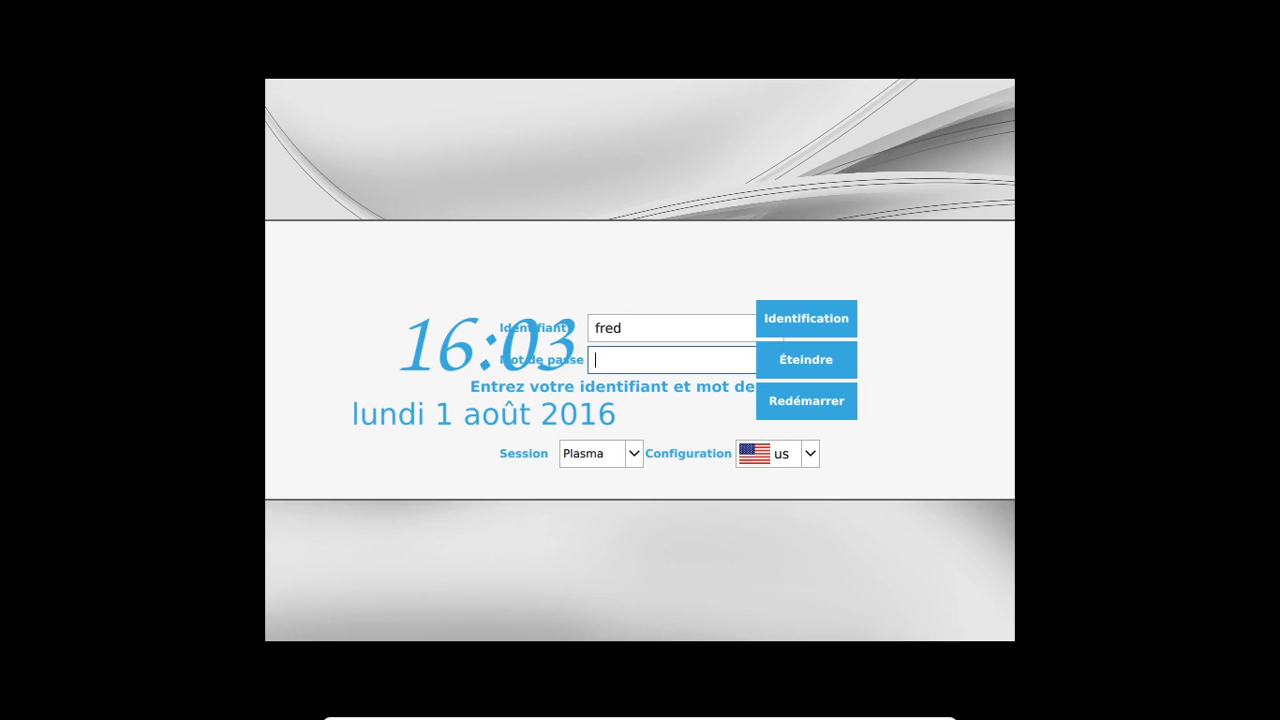 16:03
lundi 1 août 2016
Identifiant
fred
Mot de passe
Entrez votre identifiant et mot de
Session
Plasma
Configuration
us
Identification
Éteindre
Redémarrer